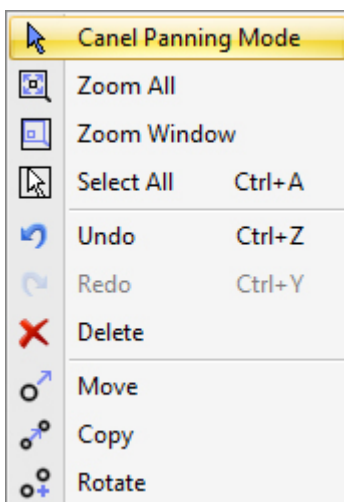 Canel Panning Mode
Zoom All
Zoom Window
Select All Ctrl+A
Undo Ctrl+Z
Redo Ctrl+Y
Delete
Move
Copy
Rotate